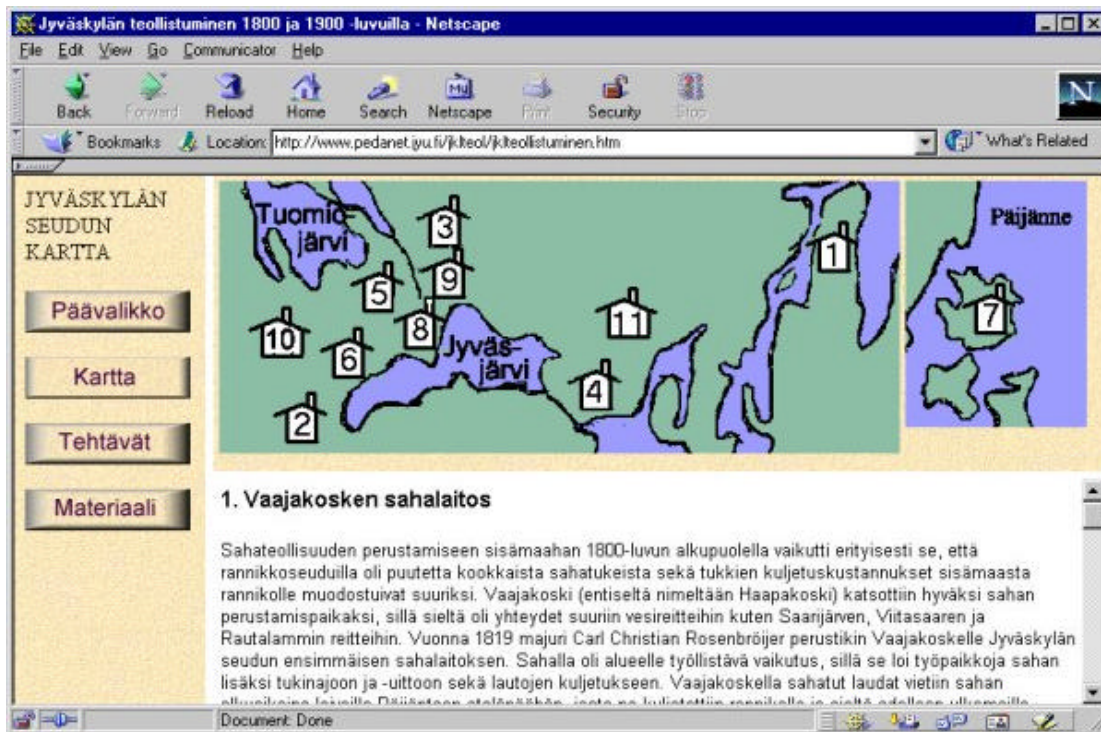 Jyväskylän teollistuminen 1800 ja 1900 -luvuilla - Netscape
File Edit View Go Communicator Help
Back Forward Reload Home Search Netscape Print Security Stop
My
N
Bookmarks Location: http://www.pedanet.jyu.fi/jklteol/jklteollistuminen.htm What's Related
JYVÄSKYLÄN
SEUDUN
KARTTA
Päävalikko
Kartta
Tehtävät
Materiaali
Tuomio-
järvi
3
9
5
8
10
6
2
Jyväs-
järvi
11
4
1
Päijänne
7
1. Vaajakosken sahalaitos
Sahateollisuuden perustamiseen sisämaahan 1800-luvun alkupuolella vaikutti erityisesti se, että
rannikkoseuduilla oli puutetta kookkaista sahatukeista sekä tukkien kuljetuskustannukset sisämaasta
rannikolle muodostuivat suuriksi. Vaajakoski (entiseltä nimeltään Haapakoski) katsottiin hyväksi sahan
perustamispaikaksi, sillä sieltä oli yhteydet suuriin vesireitteihin kuten Saarijärven, Viitasaaren ja
Rautalammin reitteihin. Vuonna 1819 majuri Carl Christian Rosenbröijer perustikin Vaajakoskelle Jyväskylän
seudun ensimmäisen sahalaitoksen. Sahalla oli alueelle työllistävä vaikutus, sillä se loi työpaikkoja sahan
lisäksi tukinajoon ja -uittoon sekä lautojen kuljetukseen. Vaajakoskella sahatut laudat vietiin sahan
Document: Done